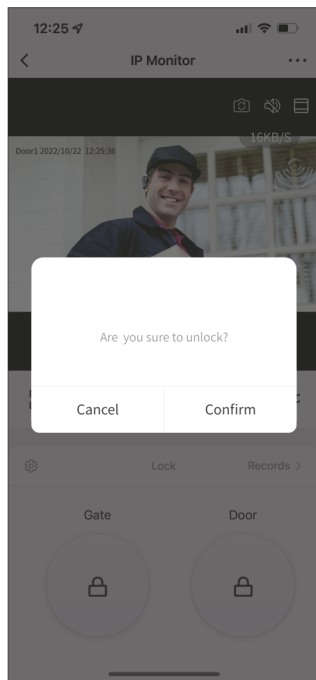 12:25
IP Monitor
16KB/S
Door1 2022/10/22 12:25:36
Are you sure to unlock?
Cancel
Confirm
Lock
Records
Gate
Door